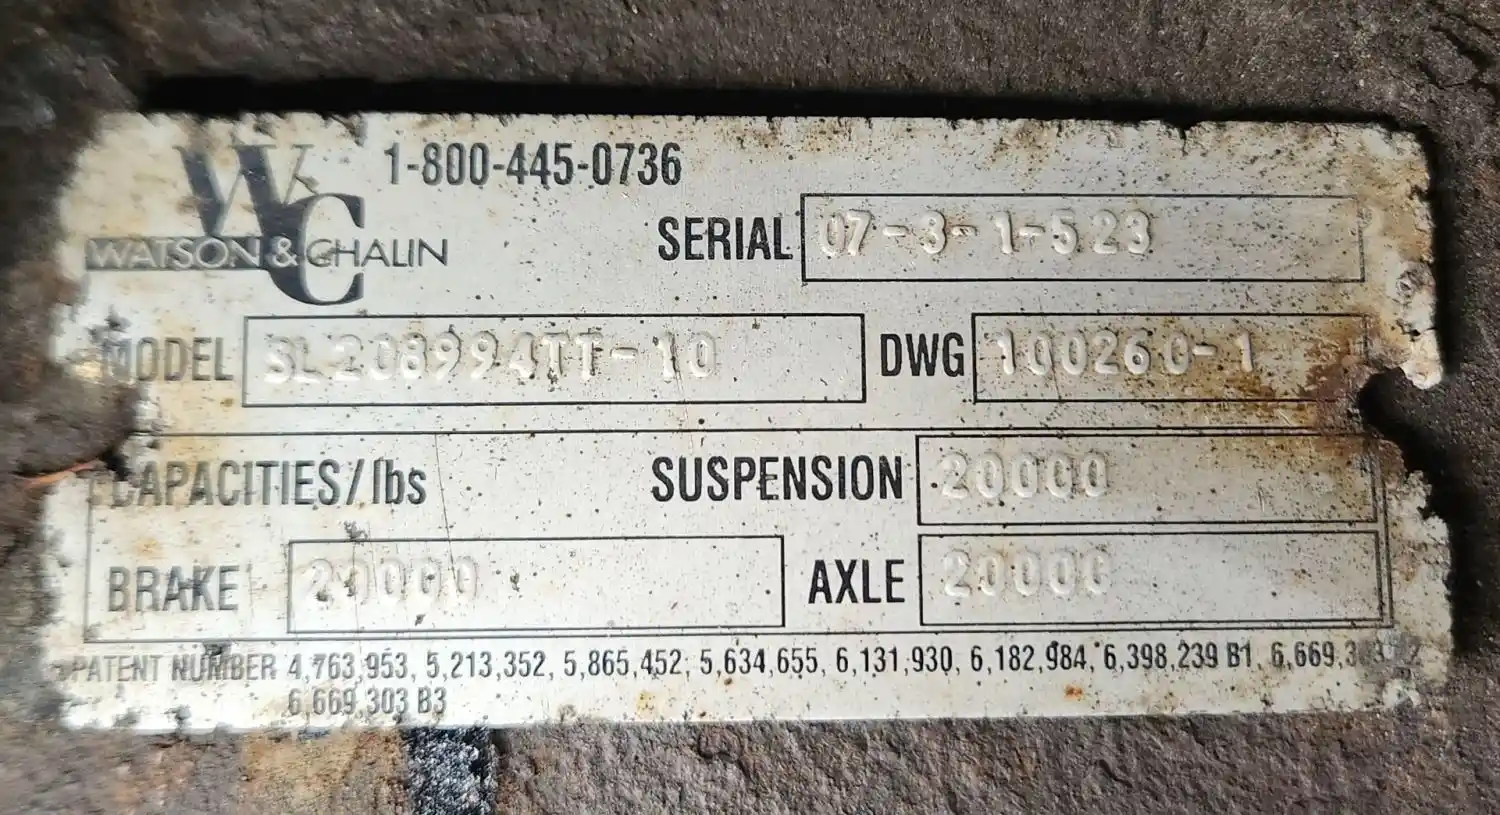 WC 1-800-445-0736
WATSON & CHALIN
SERIAL 07-3-1-523
MODEL SL208994TT-10 DWG 100260-1
CAPACITIES/lbs SUSPENSION 20000
BRAKE 20000 AXLE 20000
PATENT NUMBER 4,763,953, 5,213,352, 5,865,452, 5,634,655, 6,131,930, 6,182,984, 6,398,239 B1,
6,669,303 B3